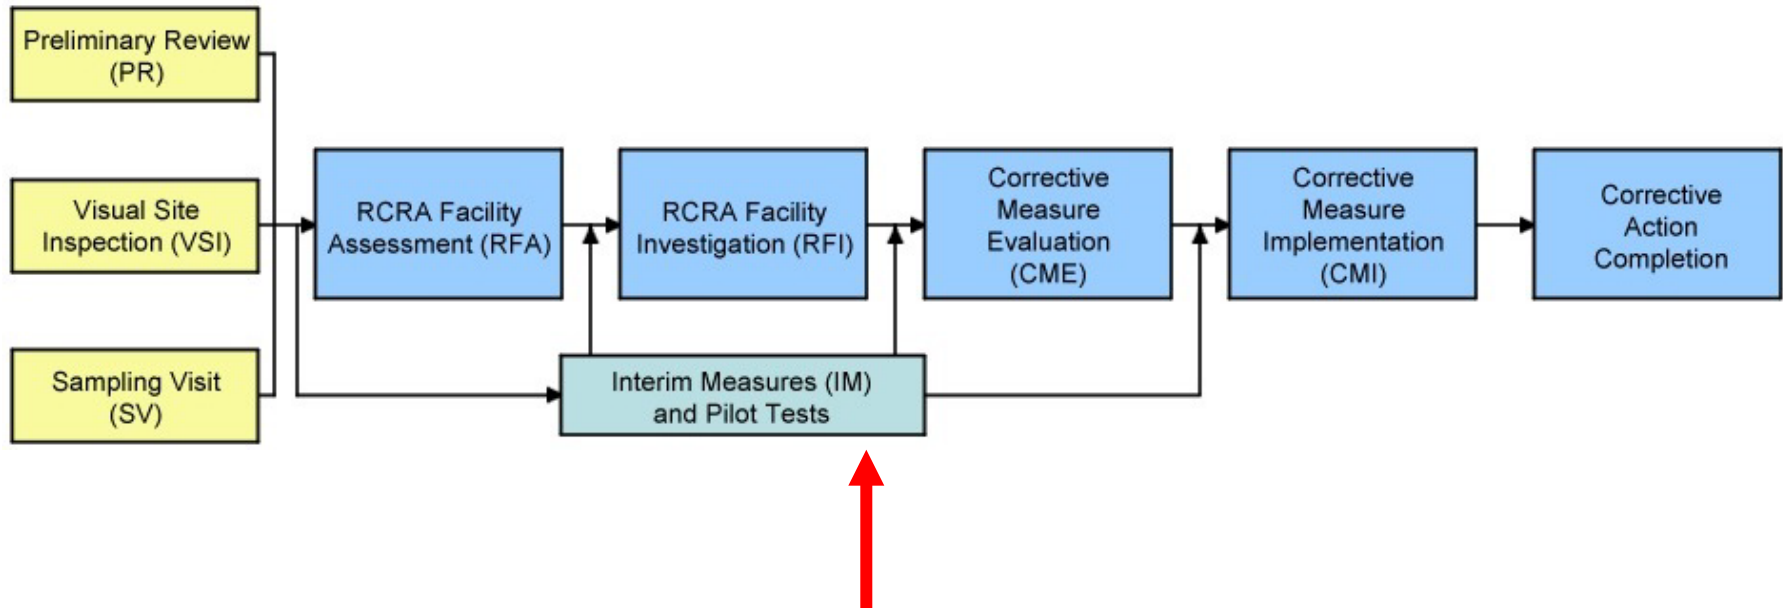 Preliminary Review
(PR)
Visual Site
Inspection (VSI)
Sampling Visit
(SV)
RCRA Facility
Assessment (RFA)
RCRA Facility
Investigation (RFI)
Corrective
Measure
Evaluation
(CME)
Corrective
Measure
Implementation
(CMI)
Corrective
Action
Completion
Interim Measures (IM)
and Pilot Tests